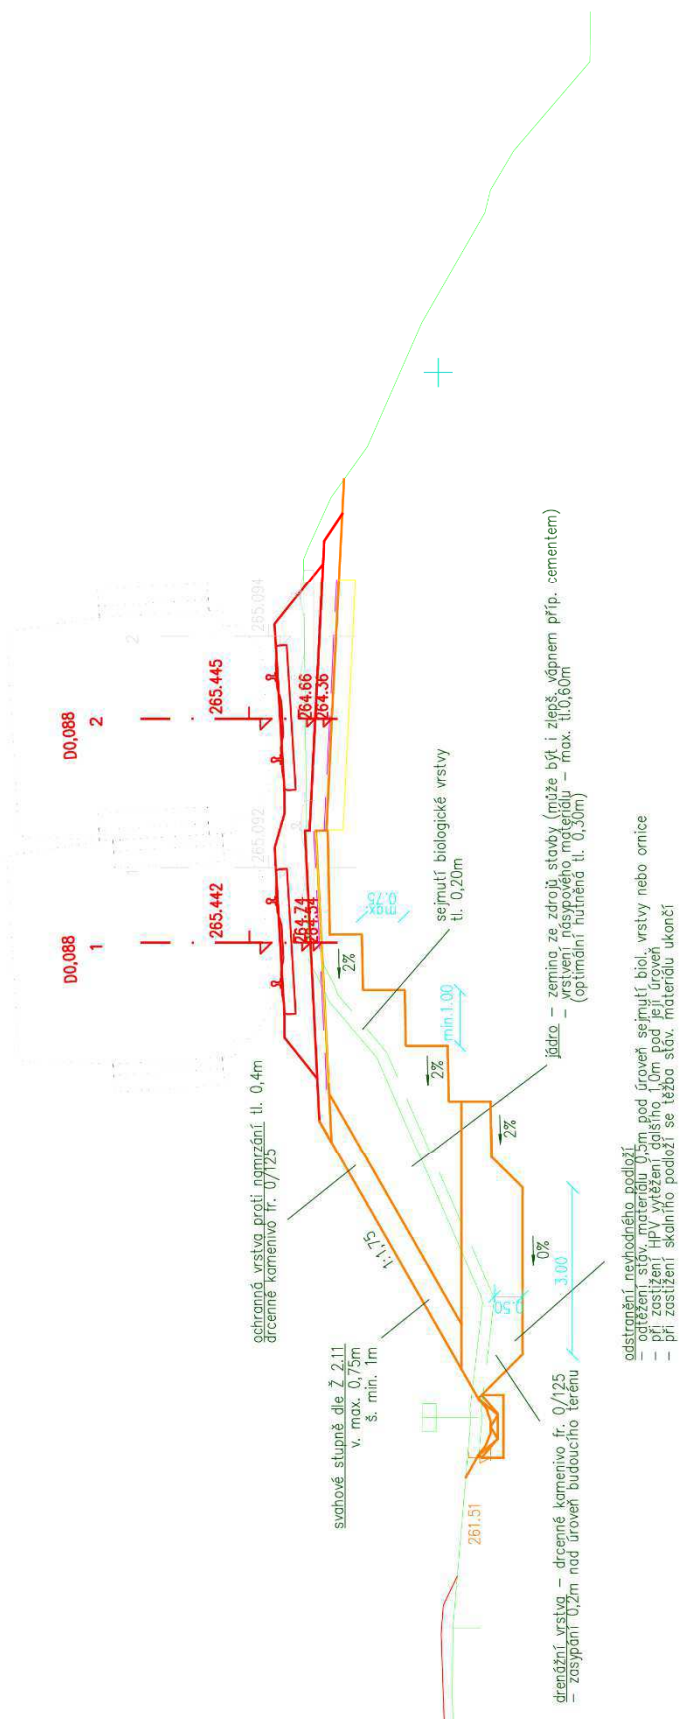 D0,088
1
D0,088
2
265.442
265.445
265.092
265.094
1
2
264.74
264.54
264.66
264.36
ochranná vrstva proti namrzání tl. 0,4m
drcenné kamenivo fr. 0/125
svahové stupně dle Ž 2.11
v. max. 0,75m
š. min. 1m
1:1,75
max.
0.75
min.1.00
2%
2%
2%
0%
3.00
0.50
261.51
sejmutí biologické vrstvy
tl. 0,20m
jádro – zemina ze zdrojů stavby (může být i zlepš. vápnem příp. cementem)
– vrstvení násypového materiálu – max. tl.0,60m
(optimální hutněná tl. 0,30m)
drenážní vrstva – drcenné kamenivo fr. 0/125
– zasypání 0,2m nad úroveň budoucího terénu
odstranění nevhodného podloží
– odtěžení stáv. materiálu 0,5m pod úroveň sejmutí biol. vrstvy nebo ornice
– při zastižení HPV vytěžení dalšího 1,0m pod její úroveň
– při zastižení skalního podloží se těžba stáv. materiálu ukončí